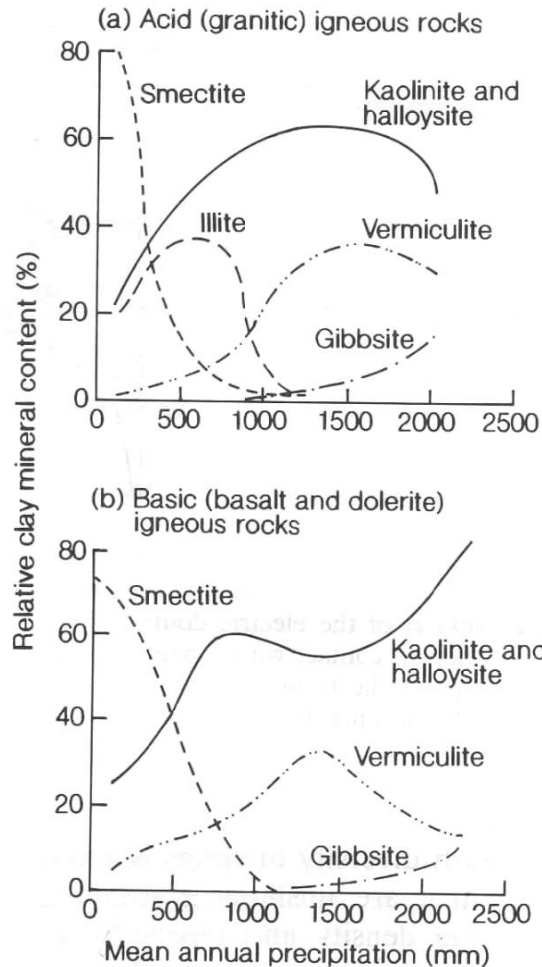 (a) Acid (granitic) igneous rocks
80
60
40
20
0
Smectite
Kaolinite and
halloysite
Illite
Vermiculite
Gibbsite
0 500 1000 1500 2000 2500
Relative clay mineral content (%)
(b) Basic (basalt and dolerite)
igneous rocks
80
60
40
20
0
Smectite
Kaolinite and
halloysite
Vermiculite
Gibbsite
0 500 1000 1500 2000 2500
Mean annual precipitation (mm)